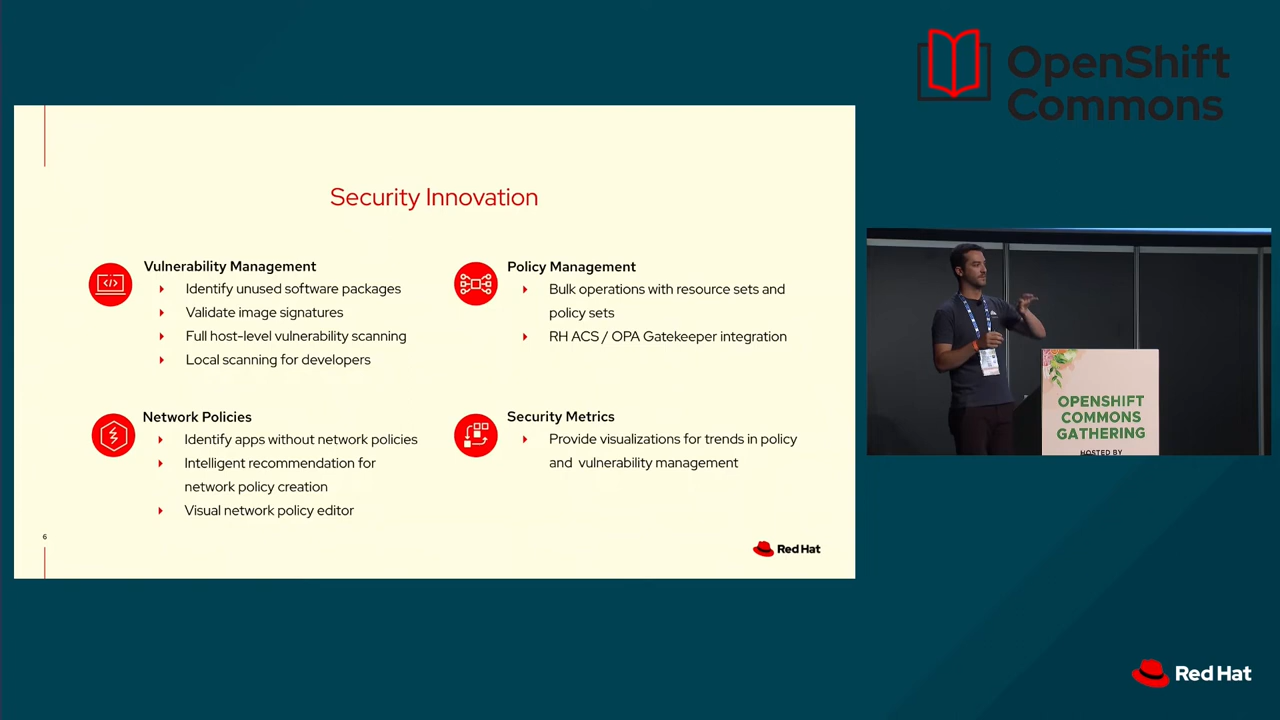 OpenShift
Commons
Security Innovation
Vulnerability Management
Identify unused software packages
Validate image signatures
Full host-level vulnerability scanning
Local scanning for developers
Policy Management
Bulk operations with resource sets and
policy sets
RH ACS / OPA Gatekeeper integration
Network Policies
Identify apps without network policies
Intelligent recommendation for
network policy creation
Visual network policy editor
Security Metrics
Provide visualizations for trends in policy
and vulnerability management
6
Red Hat
OPENSHIFT
COMMONS
GATHERING
HOSTED BY
Red Hat